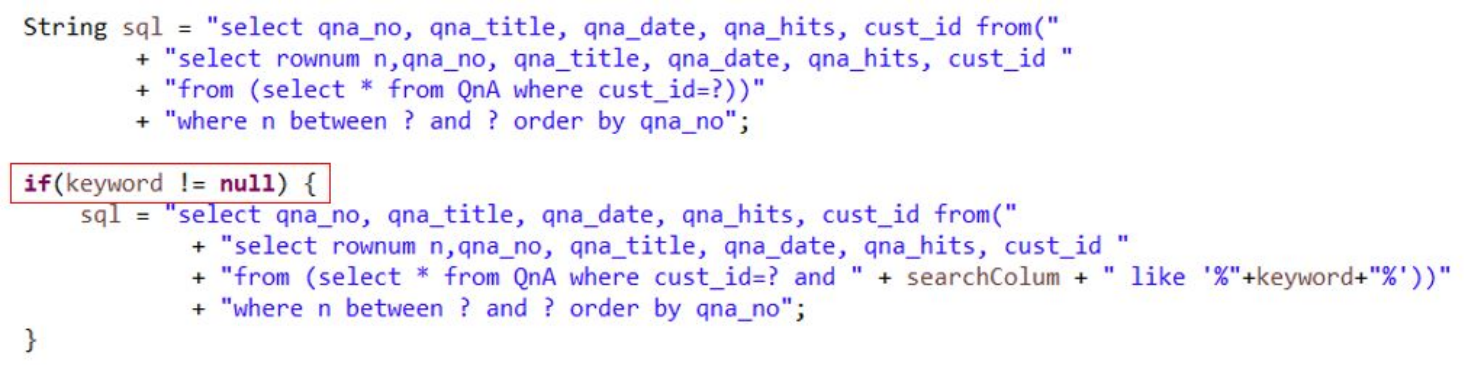 String sql = "select qna_no, qna_title, qna_date, qna_hits, cust_id from("
+ "select rownum n,qna_no, qna_title, qna_date, qna_hits, cust_id "
+ "from (select * from QnA where cust_id=?))"
+ "where n between ? and ? order by qna_no";
if(keyword != null) {
sql = "select qna_no, qna_title, qna_date, qna_hits, cust_id from("
+ "select rownum n,qna_no, qna_title, qna_date, qna_hits, cust_id "
+ "from (select * from QnA where cust_id=? and " + searchColum + " like '%"+keyword+"%'))"
+ "where n between ? and ? order by qna_no";
}